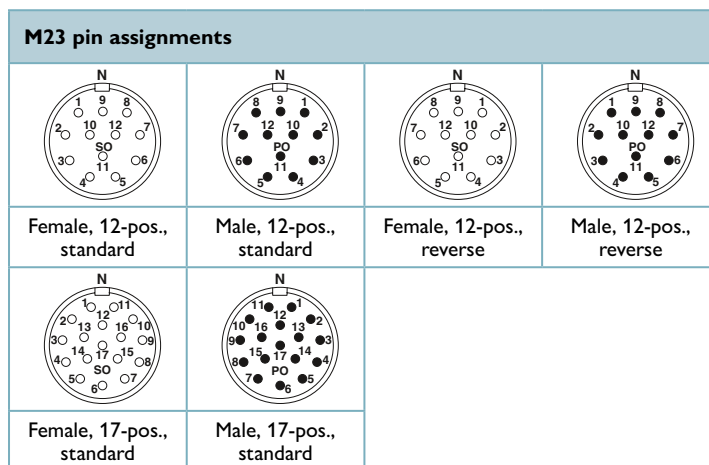 M23 pin assignments
N
N
N
N
1 9 8
8 9 1
8 9 1
1 9 8
2 10 12 7
7 12 10 2
7 12 10 2
2 10 12 7
SO
PO
SO
PO
3 6
6 3
6 3
3 6
11
11
11
11
4 5
5 4
5 4
4 5
Female, 12-pos., standard
Male, 12-pos., standard
Female, 12-pos., reverse
Male, 12-pos., reverse
N
N
1 11
11 1
12
12
2 13 16 10
10 16 13 2
3 9
9 3
14 17 15
15 17 14
4 8
8 4
SO
PO
5 6 7
7 6 5
Female, 17-pos., standard
Male, 17-pos., standard